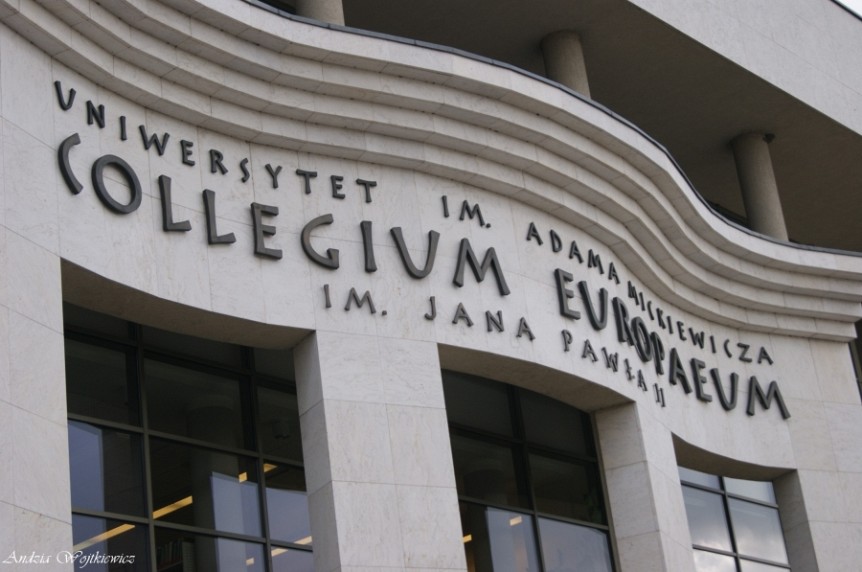 UNIWERSYTET IM. ADAMA MICKIEWICZA
COLLEGIUM EUROPAEUM
IM. JANA PAWŁA II
Andzia Wojtkiewicz